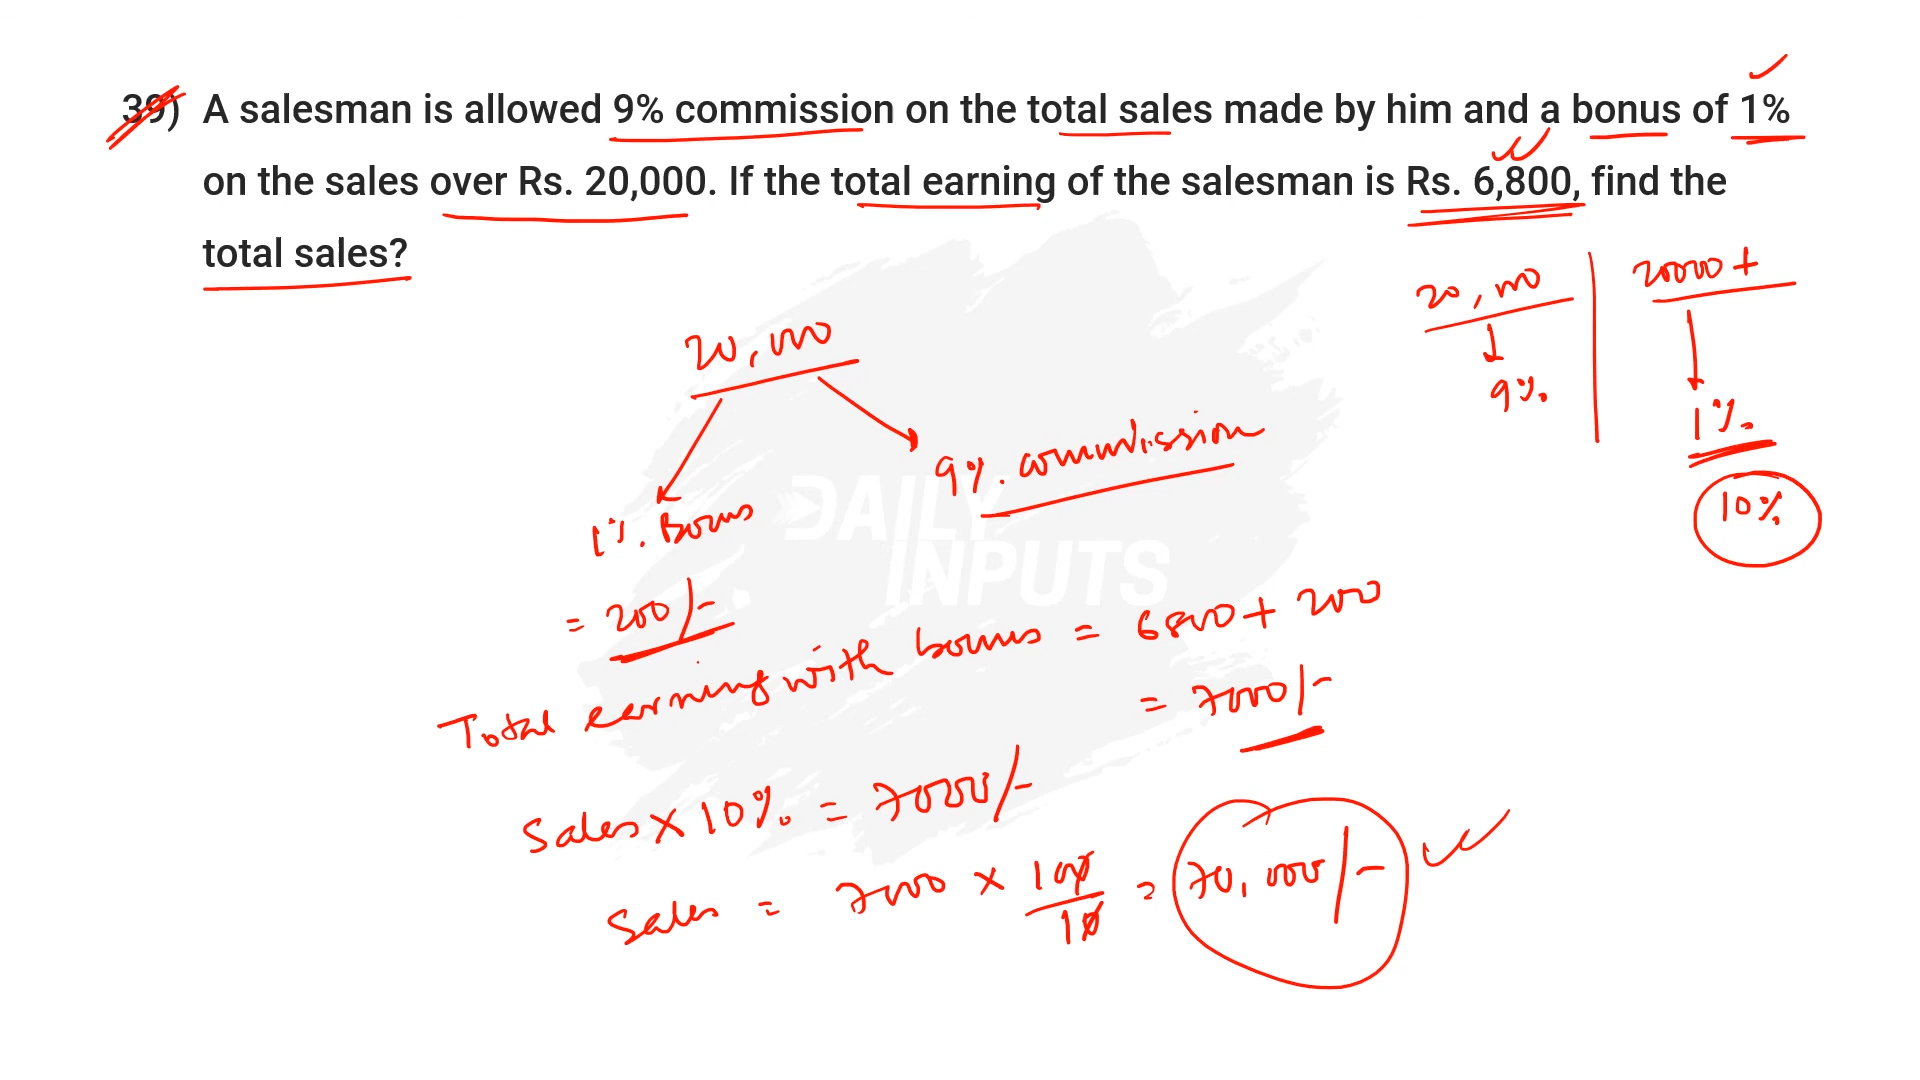 39) A salesman is allowed 9% commission on the total sales made by him and a bonus of 1%
on the sales over Rs. 20,000. If the total earning of the salesman is Rs. 6,800, find the
total sales?
20,000
20000+
9%
1%
10%
20,000
1% Bonus
9% commission
= 200/-
DAILY
INPUTS
Total earning with bonus = 6800 + 200
= 7000/-
Sales × 10% = 7000/-
Sales = 7000 × 100/10 = 70,000/-